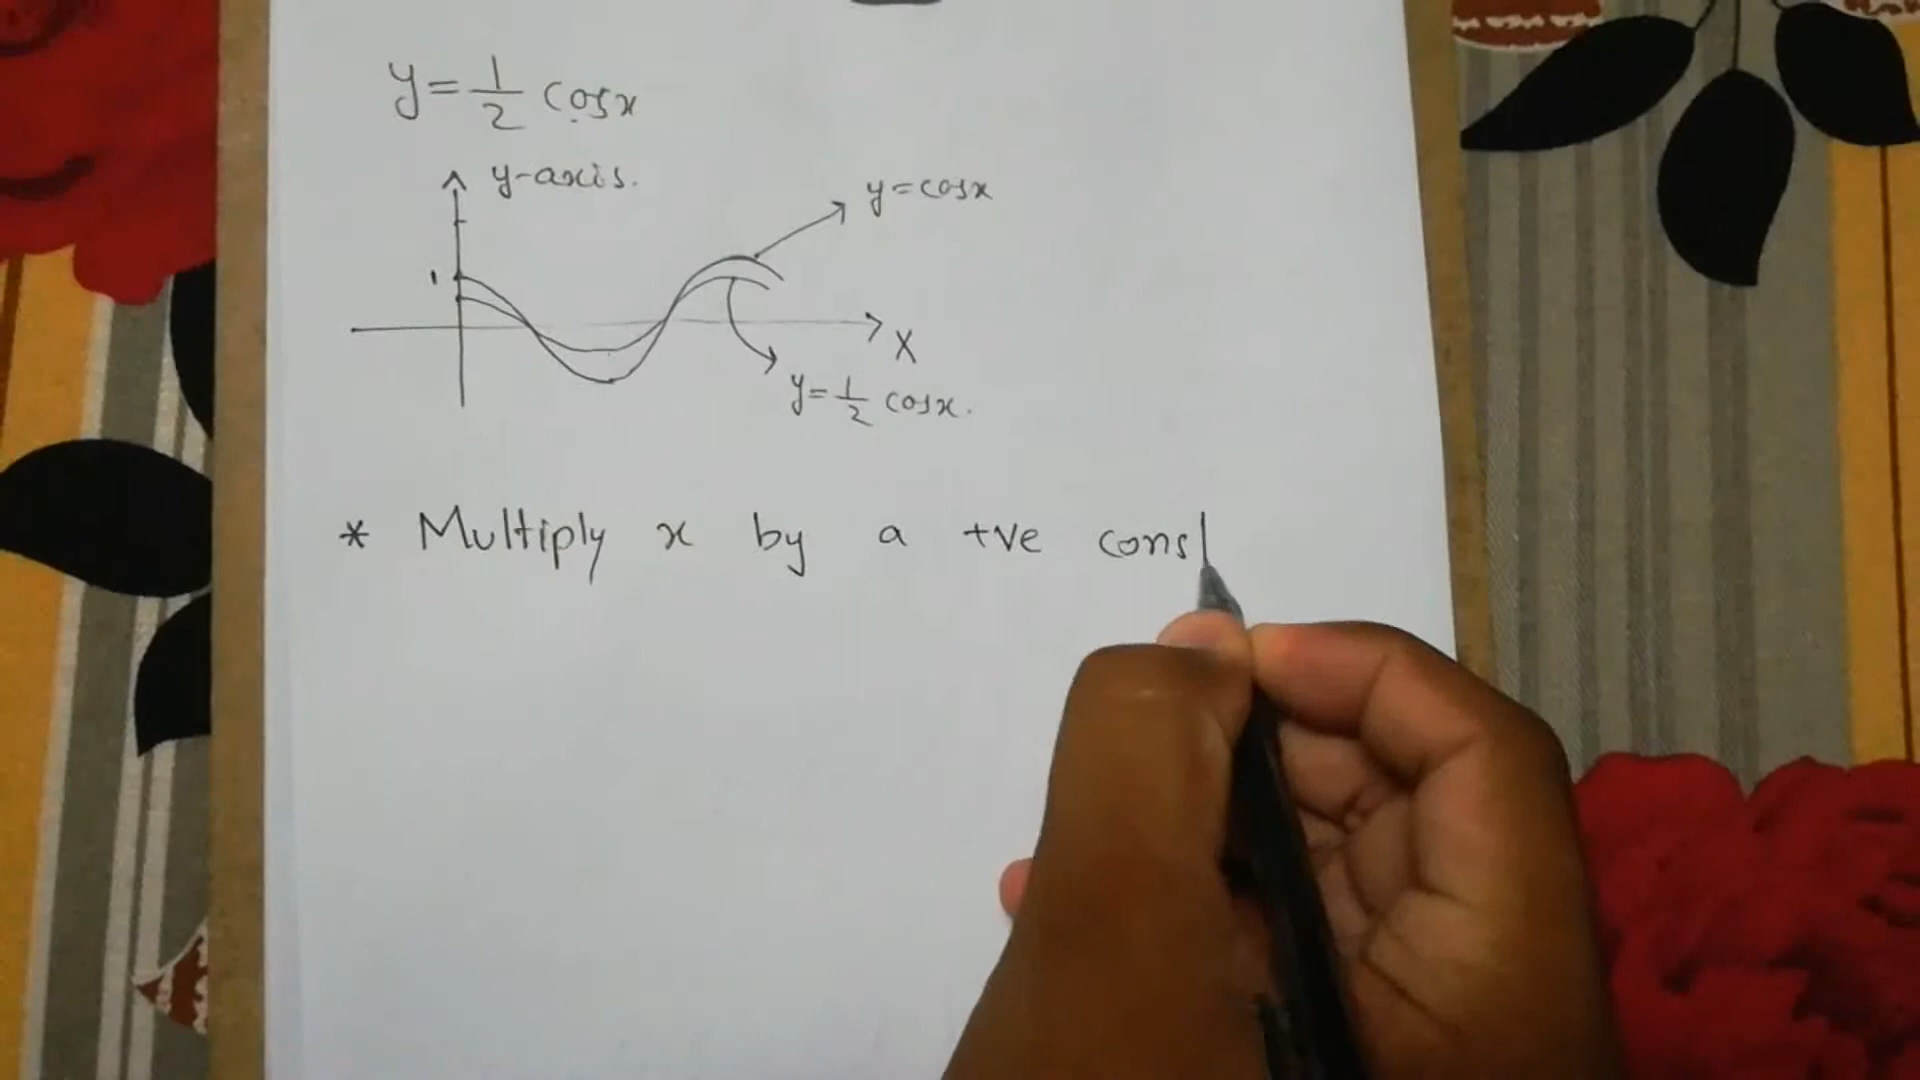 y = 1/2 cosx
y-axis.
y = cosx
1
X
y = 1/2 cosx.
* Multiply x by a +ve cons